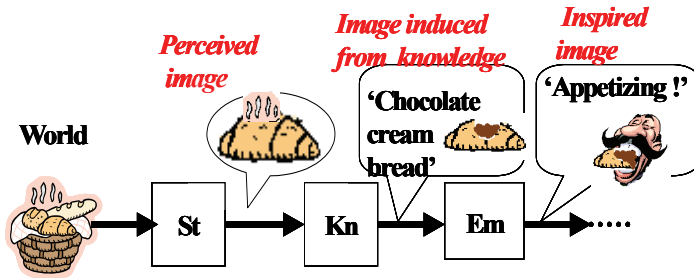 Perceived
image
Image induced
from knowledge
Inspired
image
World
‘Chocolate
cream
bread’
‘Appetizing !’
St
Kn
Em